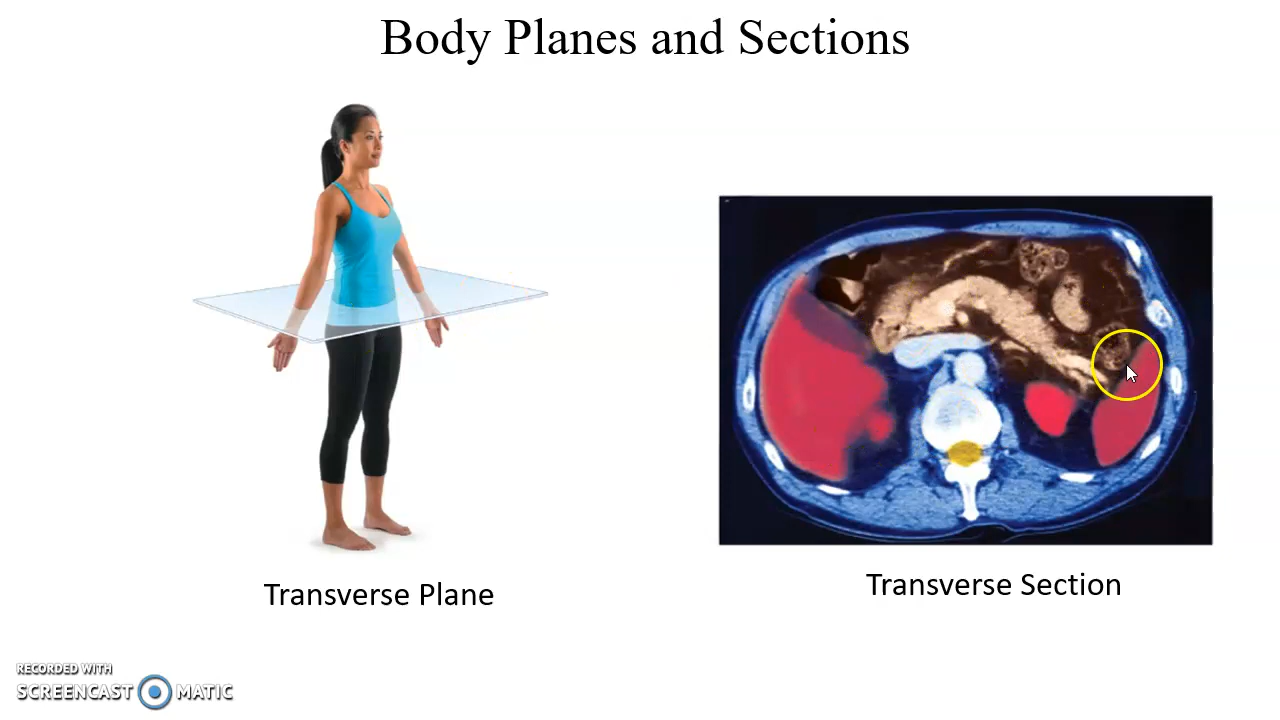 Body Planes and Sections
Transverse Plane
Transverse Section
RECORDED WITH
SCREENCAST MATIC